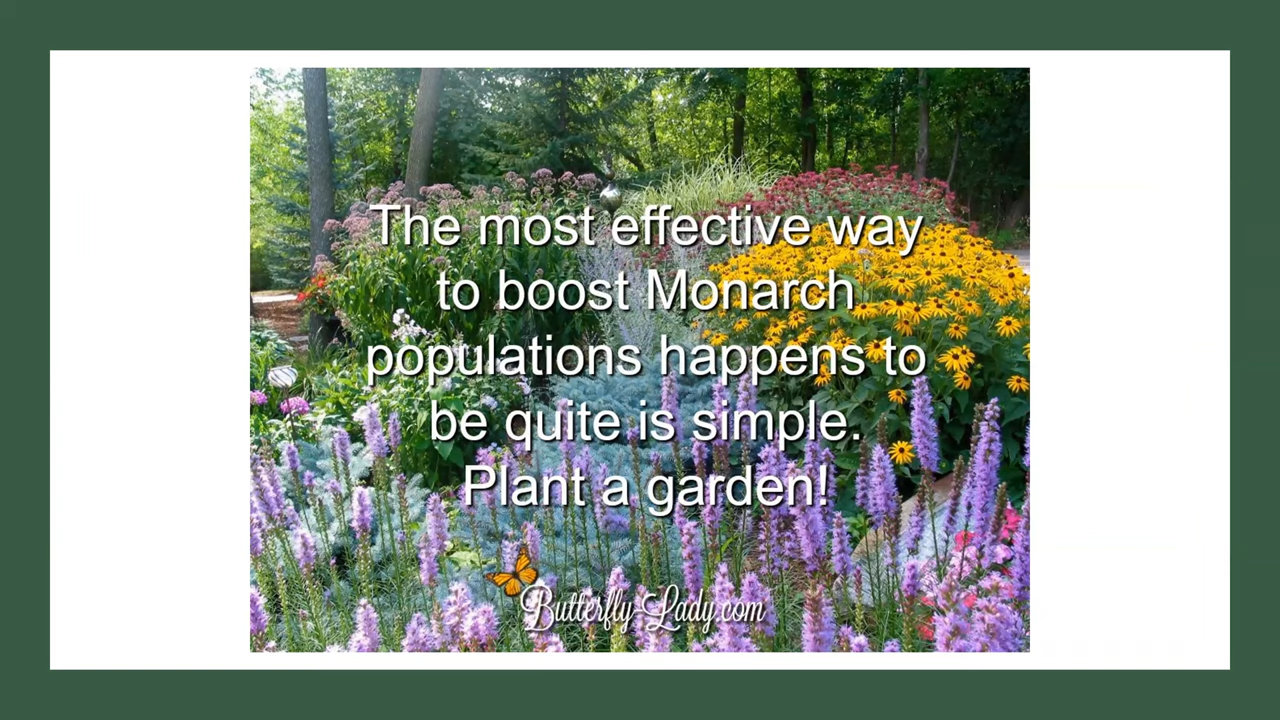 The most effective way
to boost Monarch
populations happens to
be quite is simple.
Plant a garden!
Butterfly-Lady.com